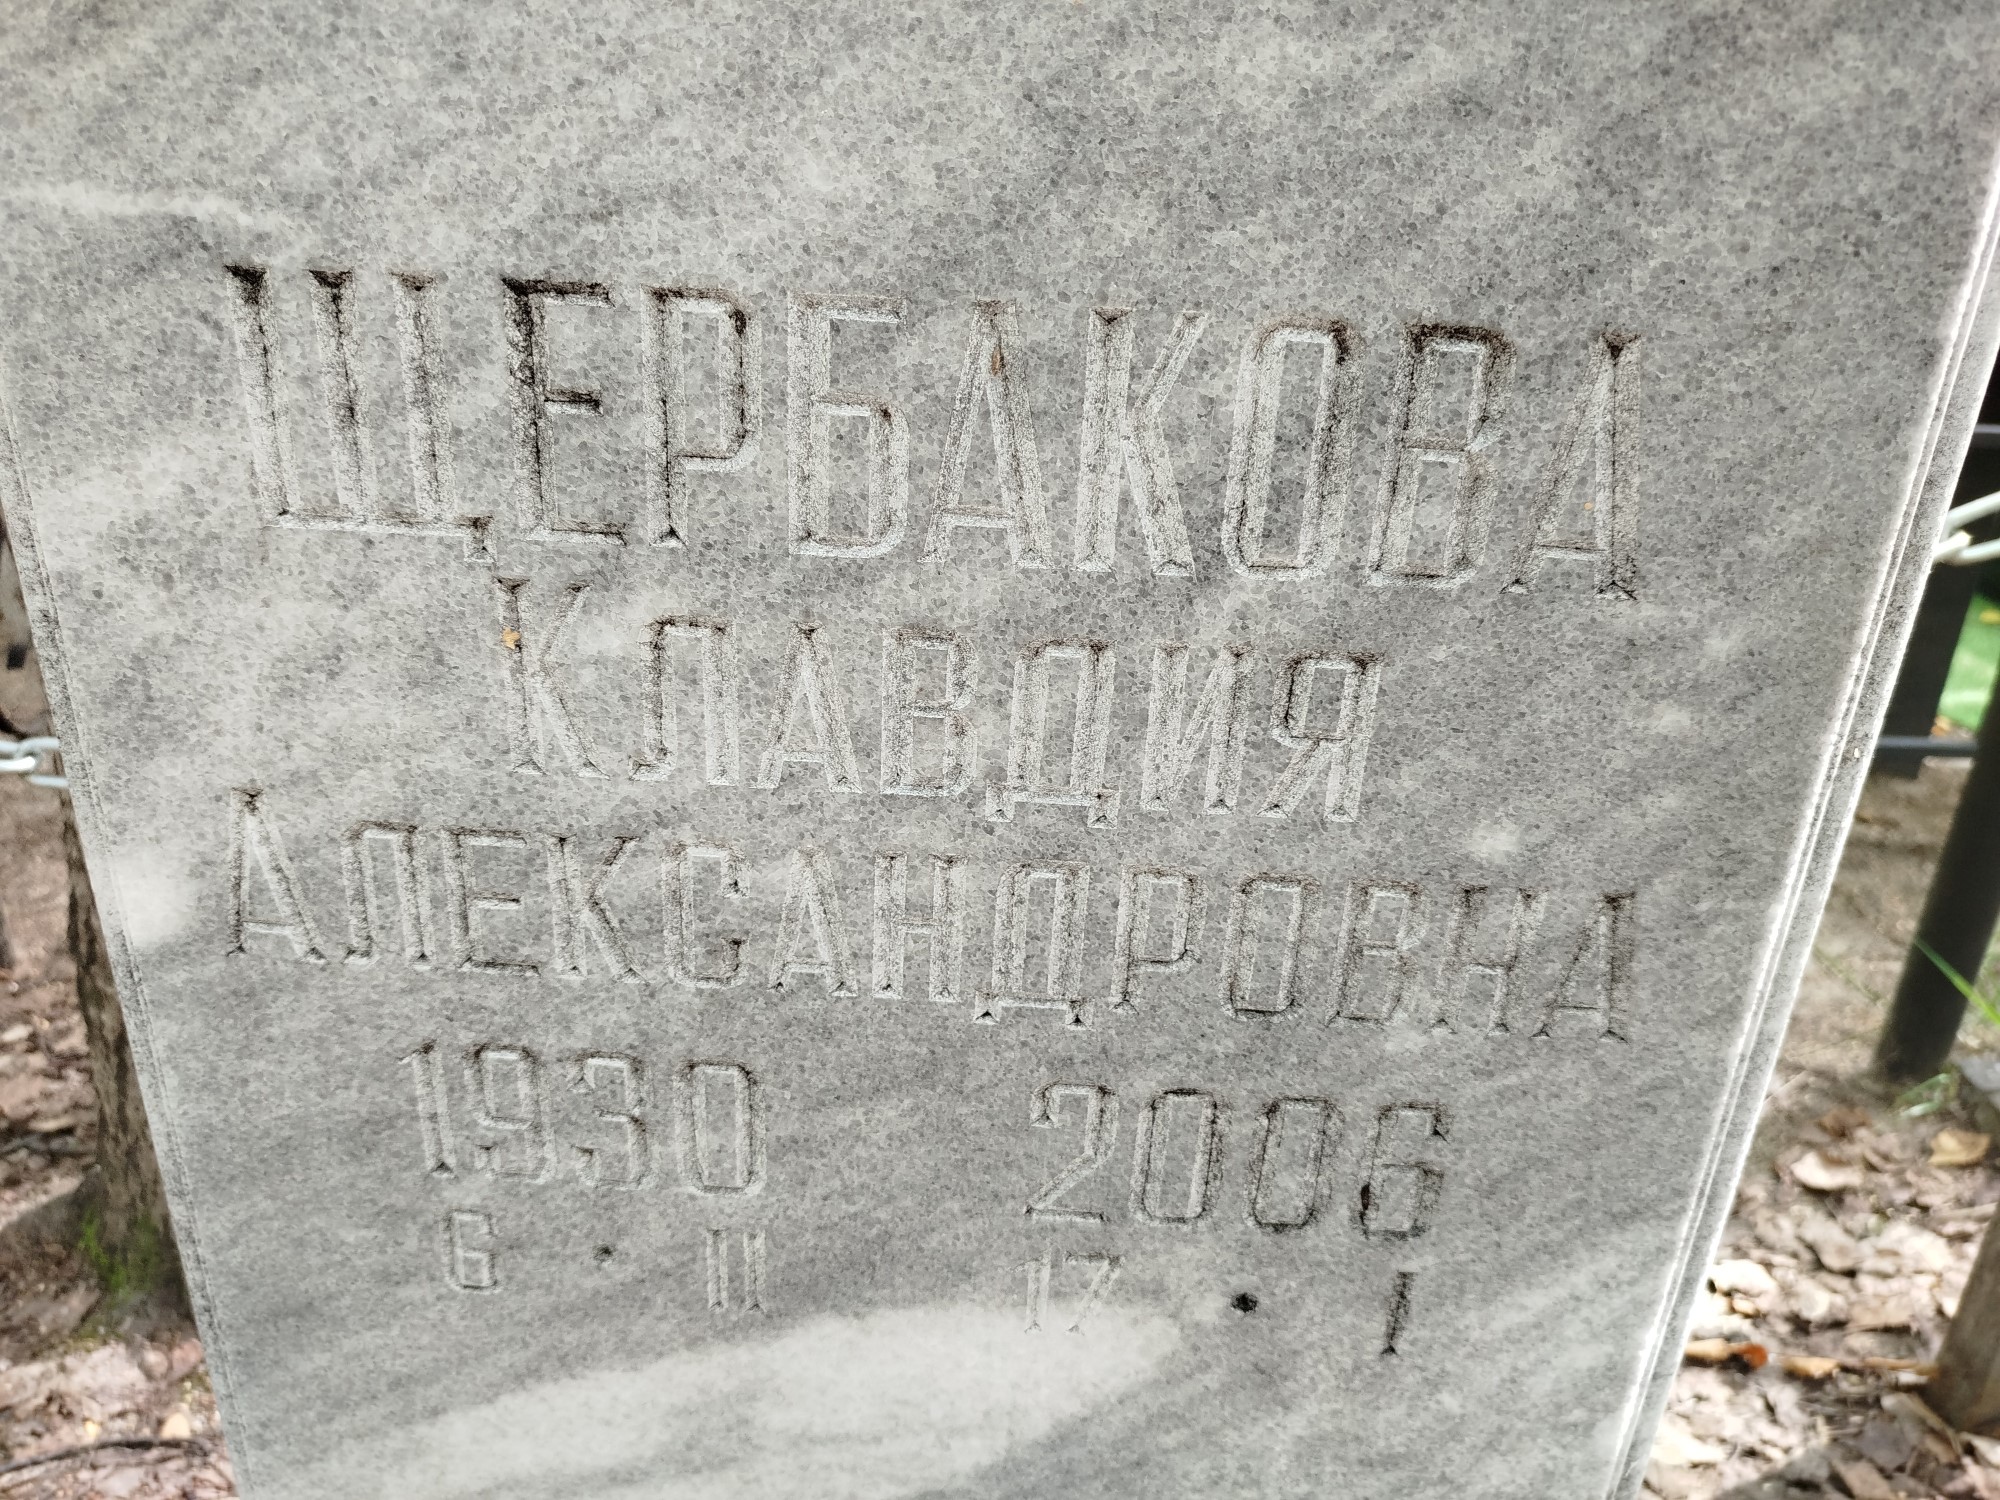 ЩЕРБАКОВА
КЛАВДИЯ
АЛЕКСАНДРОВНА
1930 2006
6 • II 17 • I